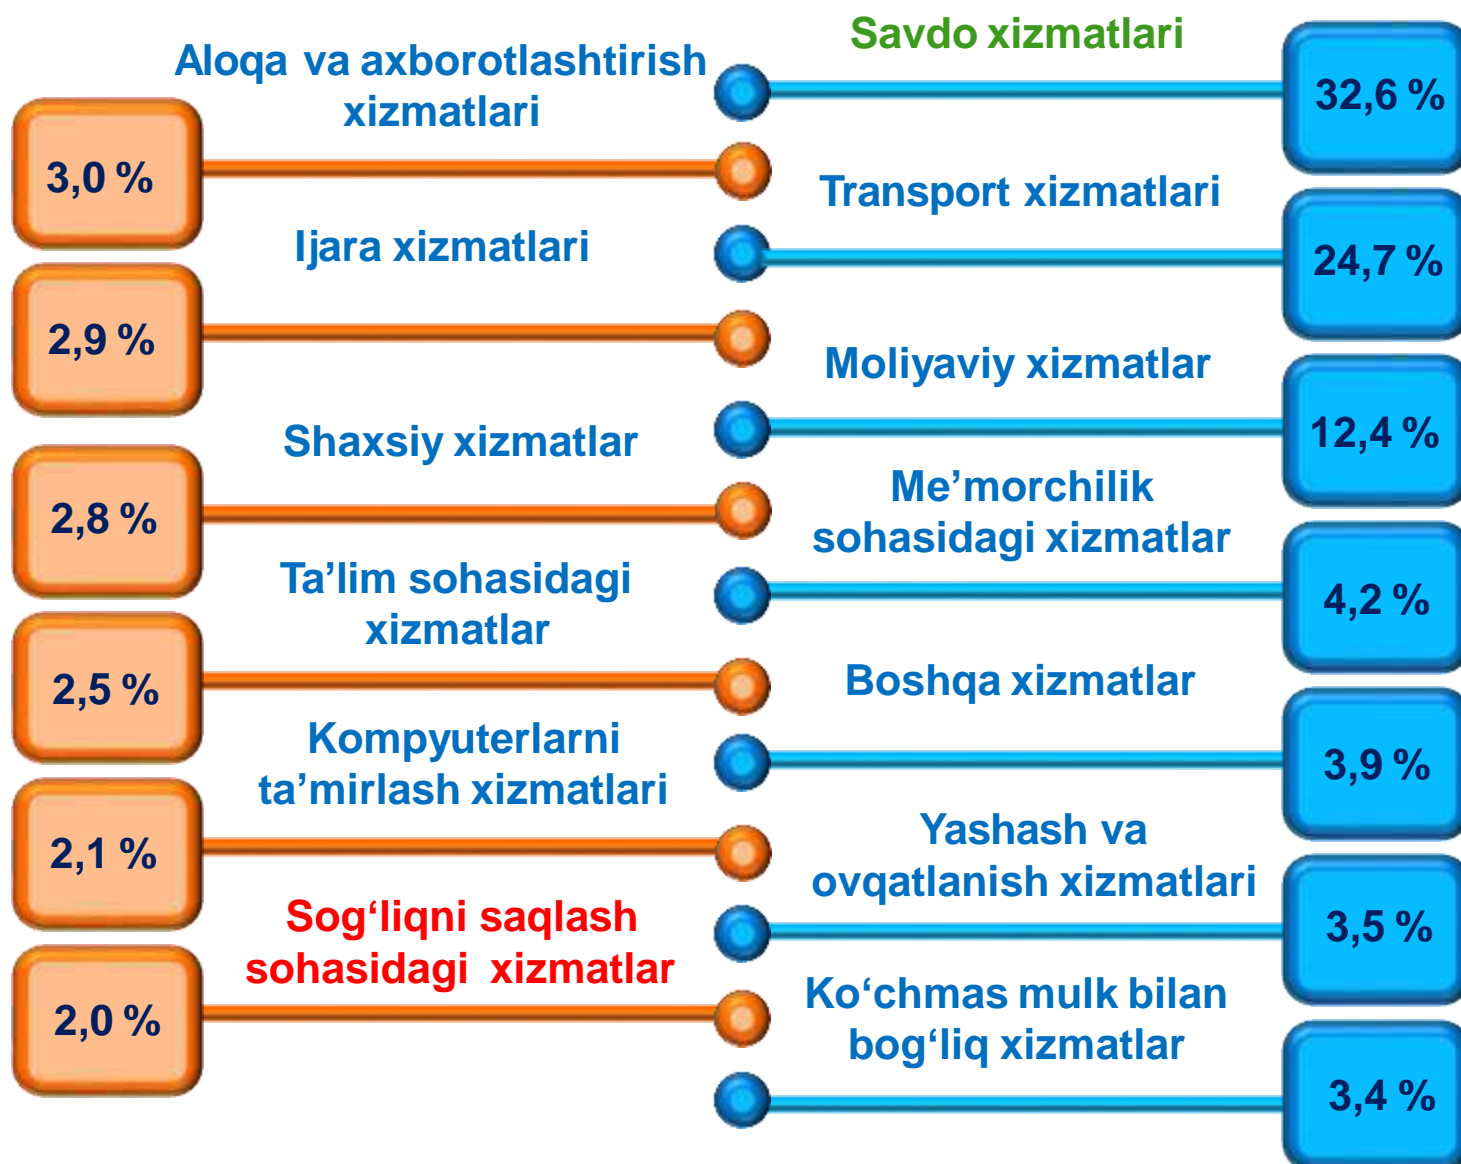 Savdo xizmatlari
32,6 %
Transport xizmatlari
24,7 %
Moliyaviy xizmatlar
12,4 %
Me’morchilik
sohasidagi xizmatlar
4,2 %
Boshqa xizmatlar
3,9 %
Yashash va
ovqatlanish xizmatlari
3,5 %
Ko‘chmas mulk bilan
bog‘liq xizmatlar
3,4 %
Aloqa va axborotlashtirish
xizmatlari
3,0 %
Ijara xizmatlari
2,9 %
Shaxsiy xizmatlar
2,8 %
Ta’lim sohasidagi
xizmatlar
2,5 %
Kompyuterlarni
ta’mirlash xizmatlari
2,1 %
Sog‘liqni saqlash
sohasidagi xizmatlar
2,0 %